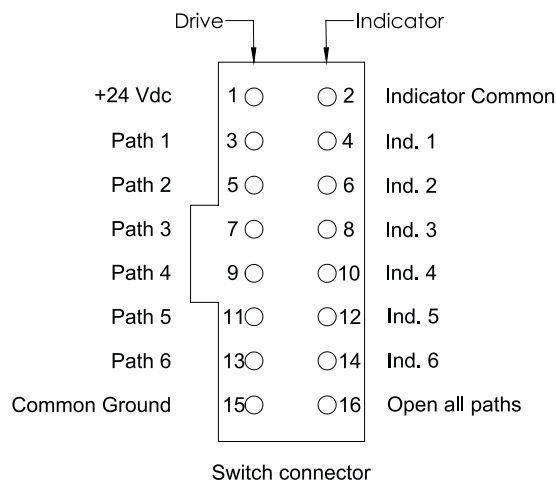 Drive Indicator
+24 Vdc 1 2 Indicator Common
Path 1 3 4 Ind. 1
Path 2 5 6 Ind. 2
Path 3 7 8 Ind. 3
Path 4 9 10 Ind. 4
Path 5 11 12 Ind. 5
Path 6 13 14 Ind. 6
Common Ground 15 16 Open all paths
Switch connector